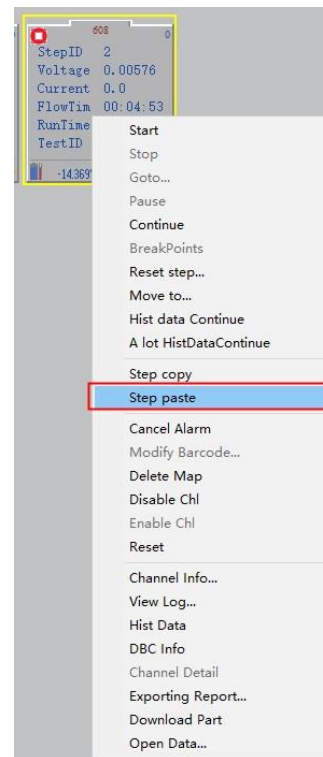 608 0
StepID 2
Voltage 0.00576
Current 0.0
FlowTim 00:04:53
RunTime
TestID
-14.369°
Start
Stop
Goto...
Pause
Continue
BreakPoints
Reset step...
Move to...
Hist data Continue
A lot HistDataContinue
Step copy
Step paste
Cancel Alarm
Modify Barcode...
Delete Map
Disable Chl
Enable Chl
Reset
Channel Info...
View Log...
Hist Data
DBC Info
Channel Detail
Exporting Report...
Download Part
Open Data...